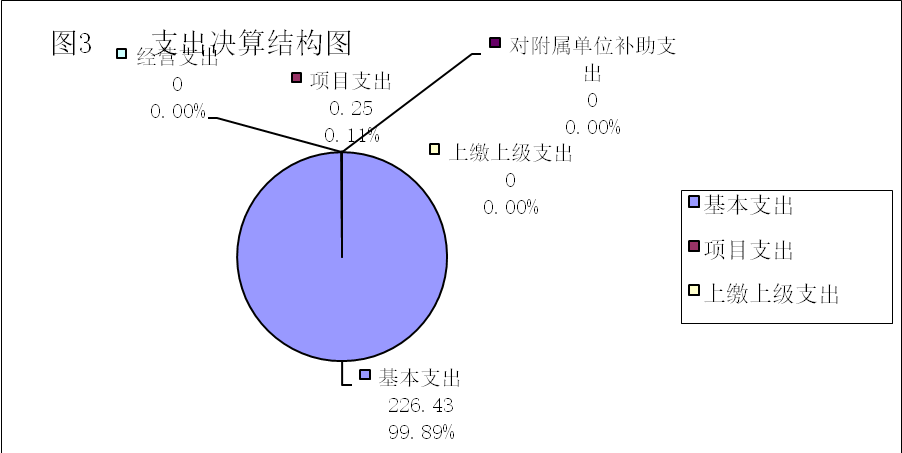 图3 支出决算结构图
经营支出
0
0.00%
项目支出
0.25
0.11%
对附属单位补助支
出
0
0.00%
上缴上级支出
0
0.00%
基本支出
226.43
99.89%
基本支出
项目支出
上缴上级支出